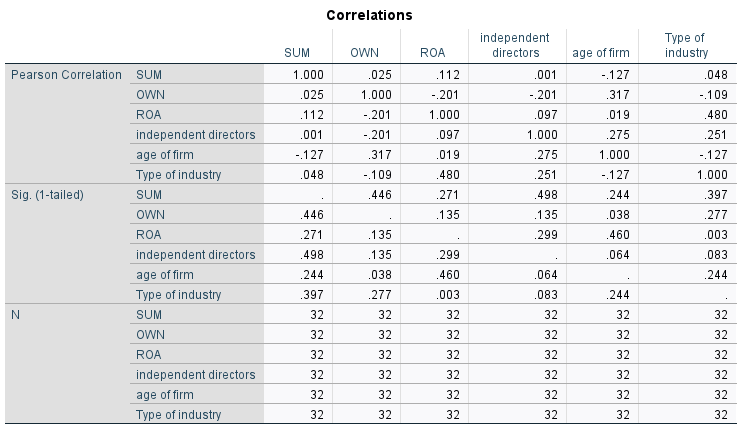 Correlations
SUM OWN ROA independent directors age of firm Type of industry
Pearson Correlation SUM 1.000 .025 .112 .001 -.127 .048
OWN .025 1.000 -.201 -.201 .317 -.109
ROA .112 -.201 1.000 .097 .019 .480
independent directors .001 -.201 .097 1.000 .275 .251
age of firm -.127 .317 .019 .275 1.000 -.127
Type of industry .048 -.109 .480 .251 -.127 1.000
Sig. (1-tailed) SUM . .446 .271 .498 .244 .397
OWN .446 . .135 .135 .038 .277
ROA .271 .135 . .299 .460 .003
independent directors .498 .135 .299 . .064 .083
age of firm .244 .038 .460 .064 . .244
Type of industry .397 .277 .003 .083 .244 .
N SUM 32 32 32 32 32 32
OWN 32 32 32 32 32 32
ROA 32 32 32 32 32 32
independent directors 32 32 32 32 32 32
age of firm 32 32 32 32 32 32
Type of industry 32 32 32 32 32 32